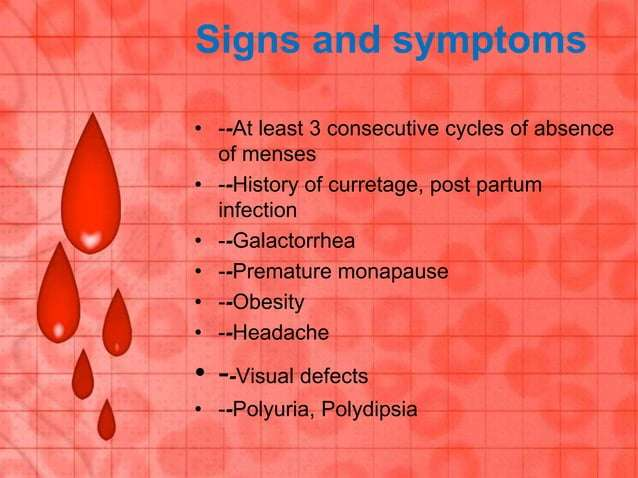 Signs and symptoms
• --At least 3 consecutive cycles of absence
of menses
• --History of curretage, post partum
infection
• --Galactorrhea
• --Premature monapause
• --Obesity
• --Headache
• --Visual defects
• --Polyuria, Polydipsia